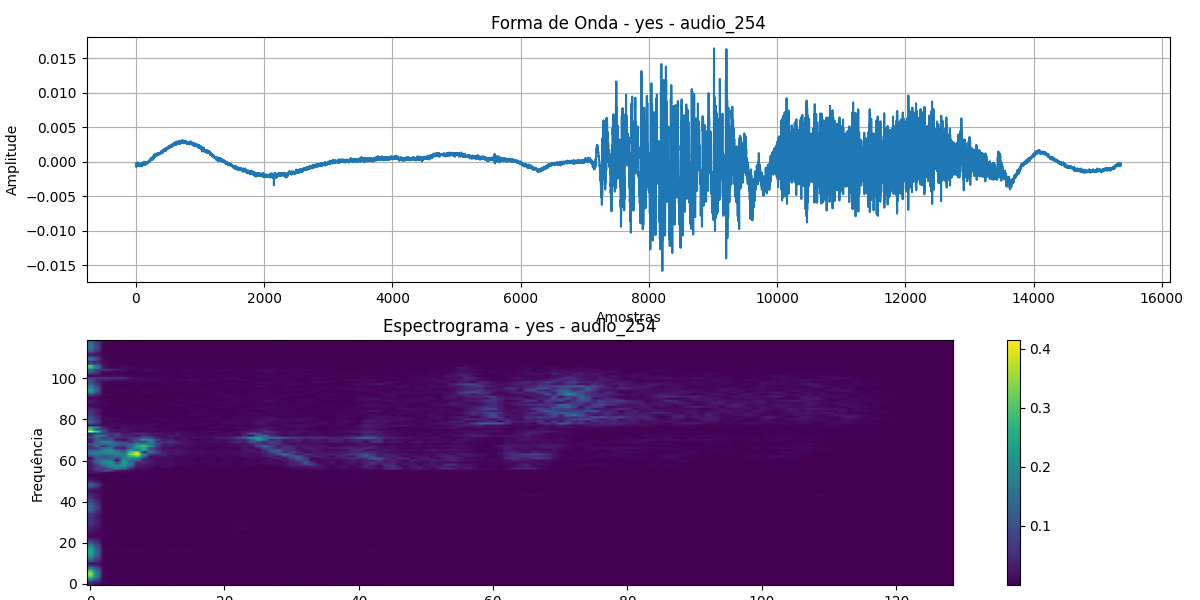 Forma de Onda - yes - audio_254
Amplitude
0.015
0.010
0.005
0.000
−0.005
−0.010
−0.015
0 2000 4000 6000 8000 10000 12000 14000 16000
Amostras
Espectrograma - yes - audio_254
Frequência
100
80
60
40
20
0
0 20 40 60 80 100 120
0.4
0.3
0.2
0.1